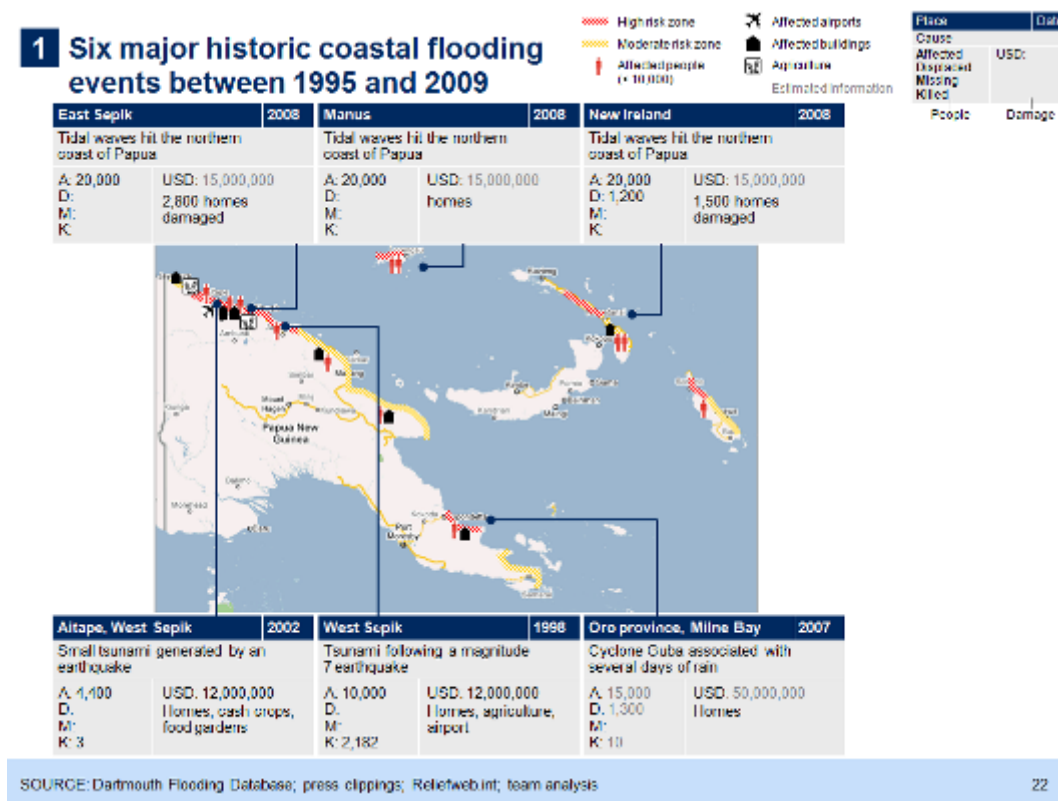 1 Six major historic coastal flooding
events between 1995 and 2009
High risk zone
Moderate risk zone
Affected people
Affected airports
Affected buildings
Agriculture
Estimated information
Place
Cause
Affected USD:
Displaced
Missing
Killed
People Damage
East Sepik 2008
Tidal waves hit the northern
coast of Papua
A: 20,000 USD: 15,000,000
D: 2,800 homes
M: damaged
K:
Manus 2008
Tidal waves hit the northern
coast of Papua
A: 20,000 USD: 15,000,000
D: homes
M:
K:
New Ireland 2008
Tidal waves hit the northern
coast of Papua
A: 20,000 USD: 15,000,000
D: 1,200 1,500 homes
M: damaged
K:
Mount
Hagen
Papua New
Guinea
Port
Moresby
Aitape, West Sepik 2002
Small tsunami generated by an
earthquake
A: 4,400 USD: 12,000,000
D: Homes, cash crops,
M: food gardens
K: 3
West Sepik 1998
Tsunami following a magnitude
7 earthquake
A: 10,000 USD: 12,000,000
D: Homes, agriculture,
M: airport
K: 2,182
Oro province, Milne Bay 2007
Cyclone Guba associated with
several days of rain
A: 15,000 USD: 50,000,000
D: 1,300 Homes
M:
K: 10
SOURCE: Dartmouth Flooding Database; press clippings; Reliefweb.int; team analysis
22